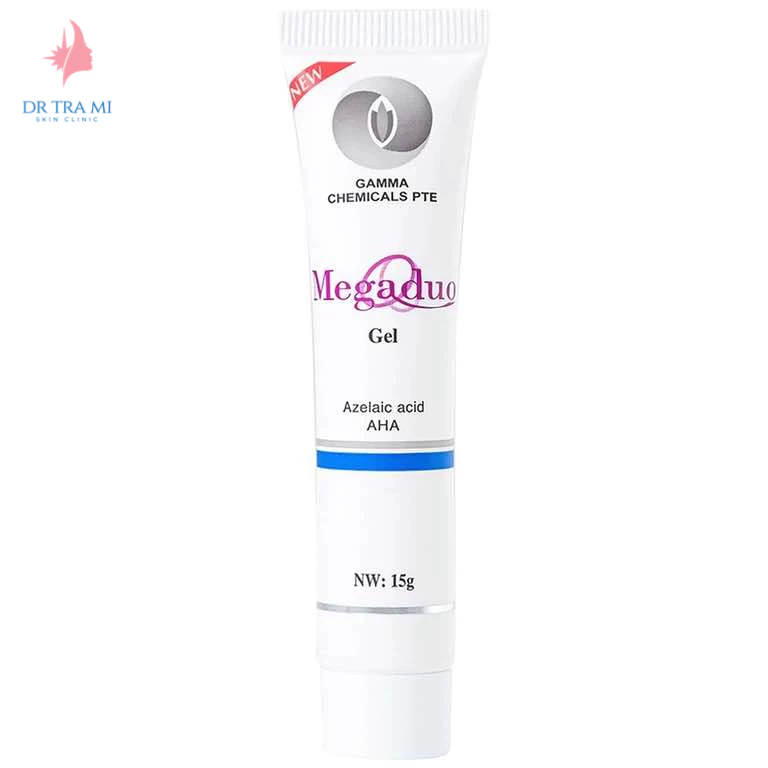 DR TRA MI
SKIN CLINIC
NEW
GAMMA
CHEMICALS PTE
Megaduo
Gel
Azelaic acid
AHA
NW: 15g